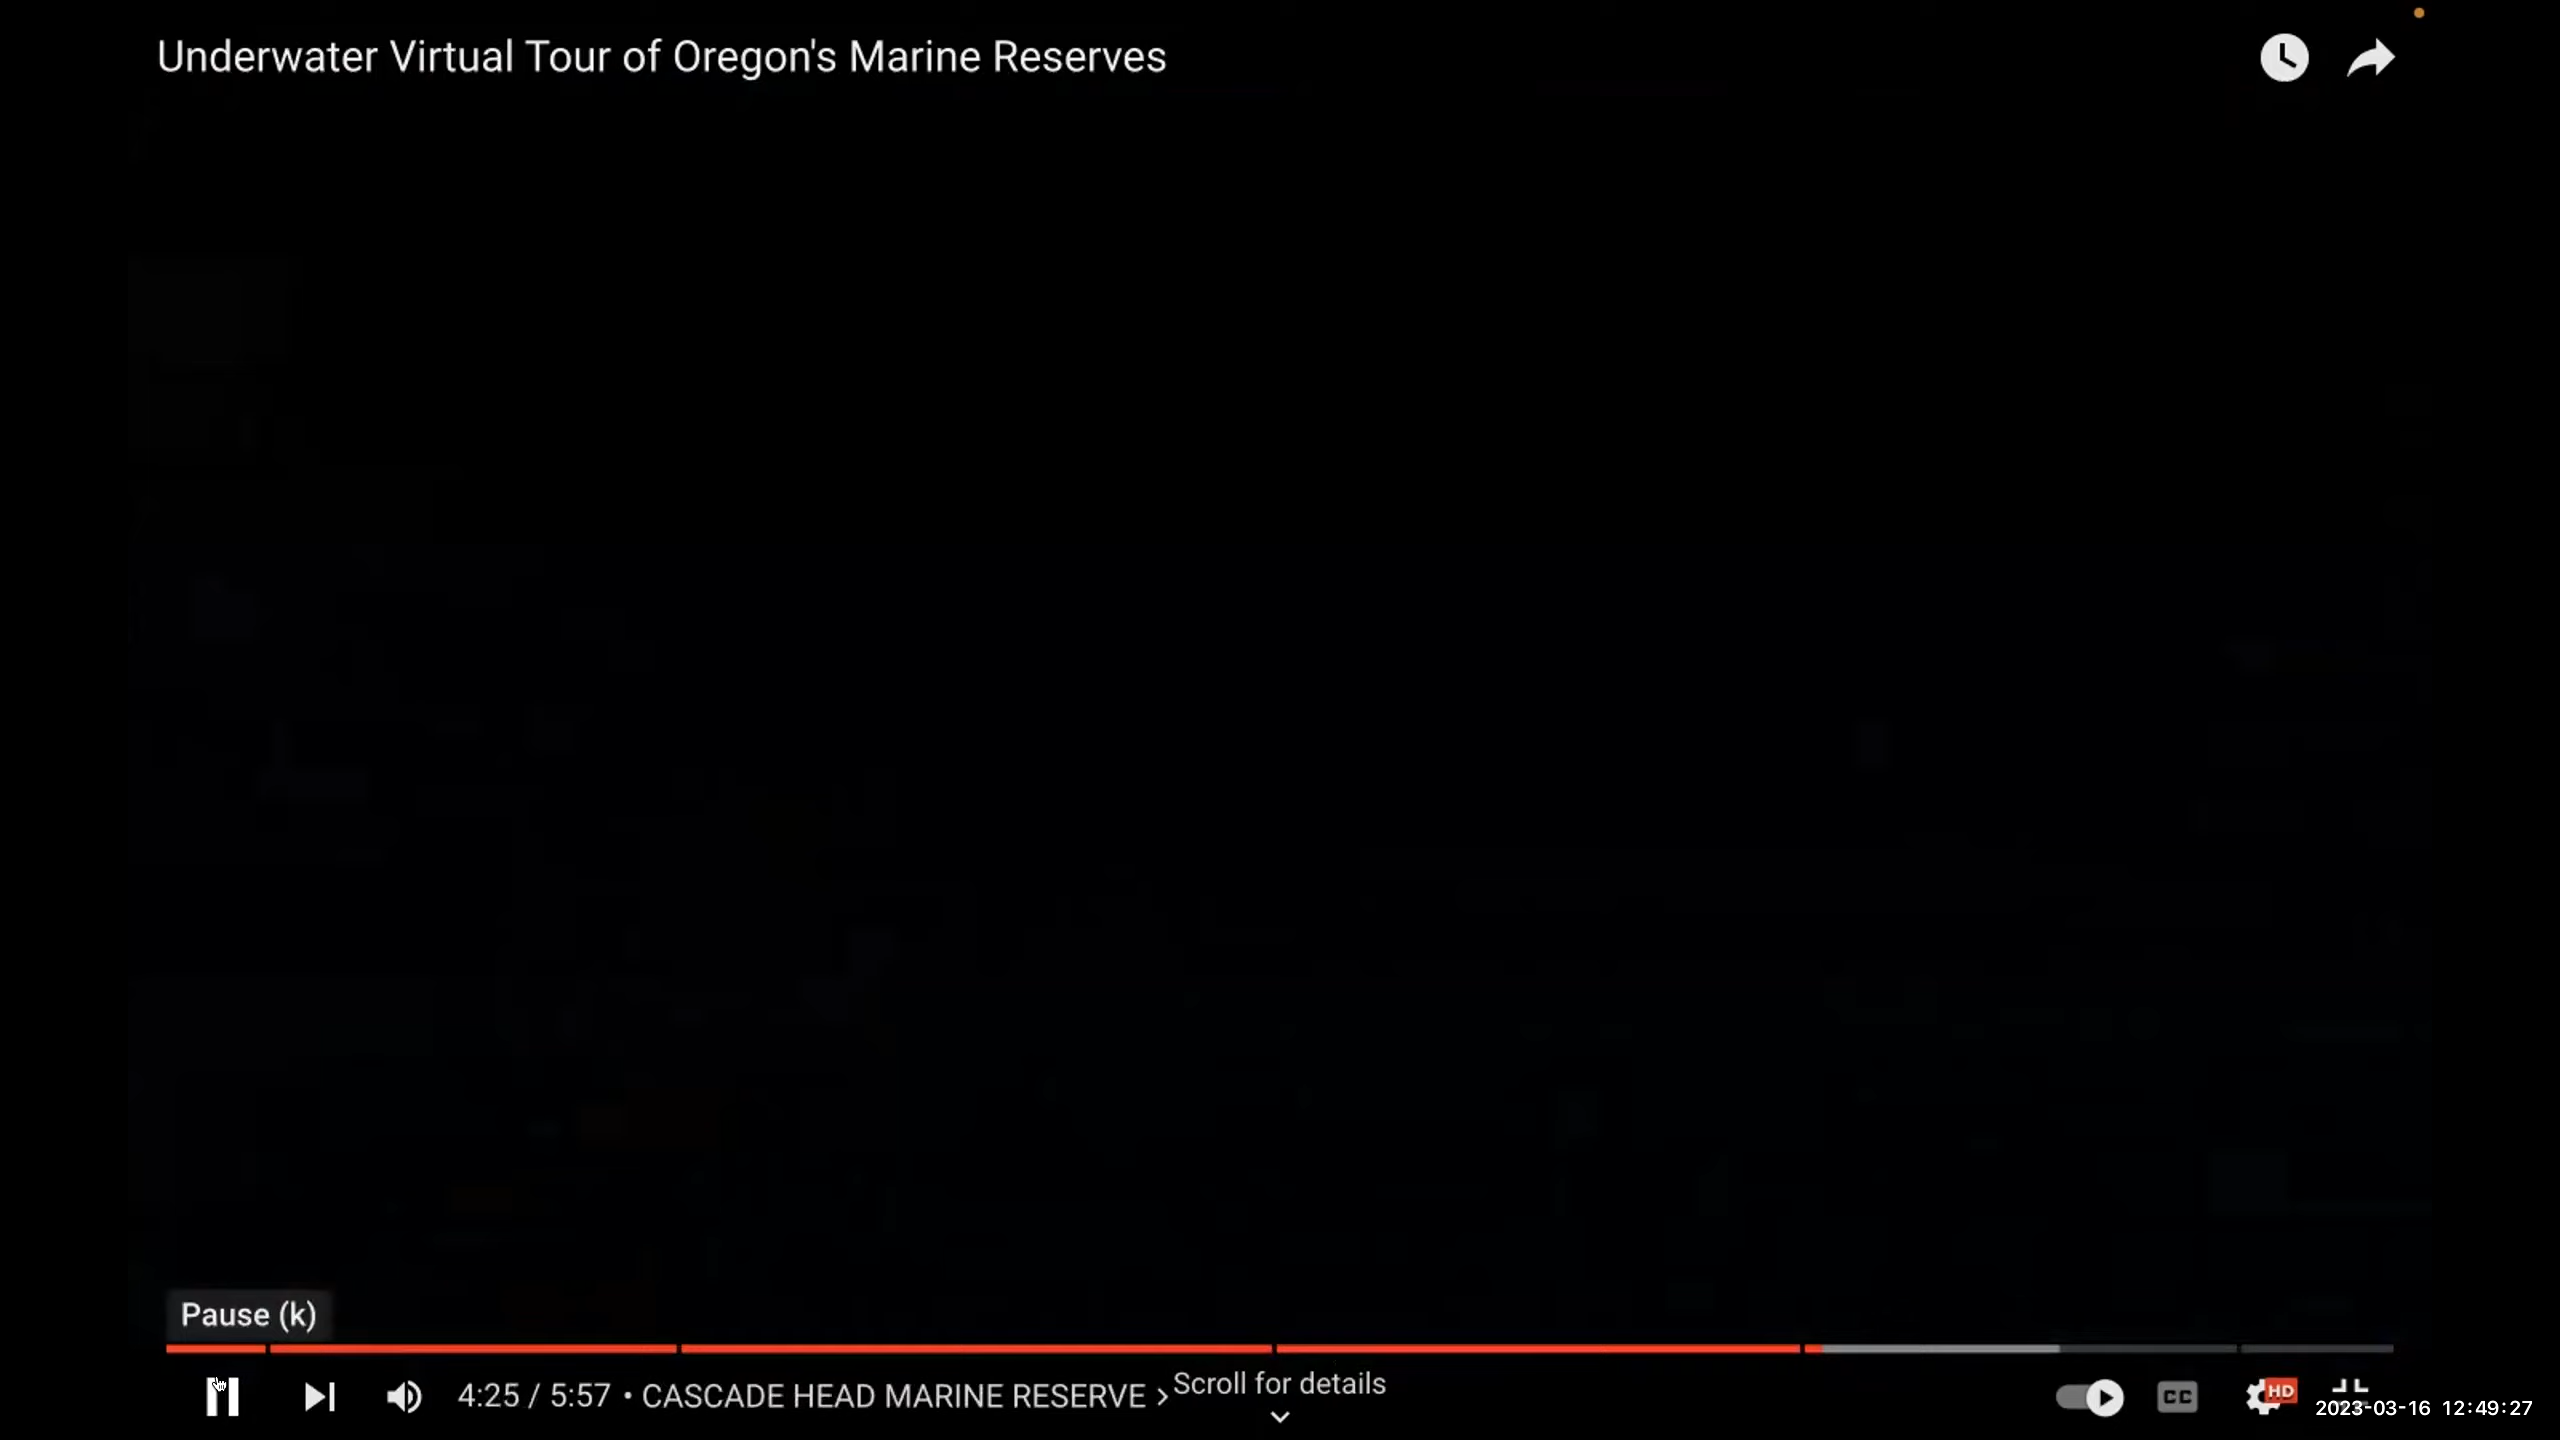 Underwater Virtual Tour of Oregon's Marine Reserves
Pause (k)
4:25 / 5:57 • CASCADE HEAD MARINE RESERVE >
Scroll for details
CC
HD
2023-03-16 12:49:27